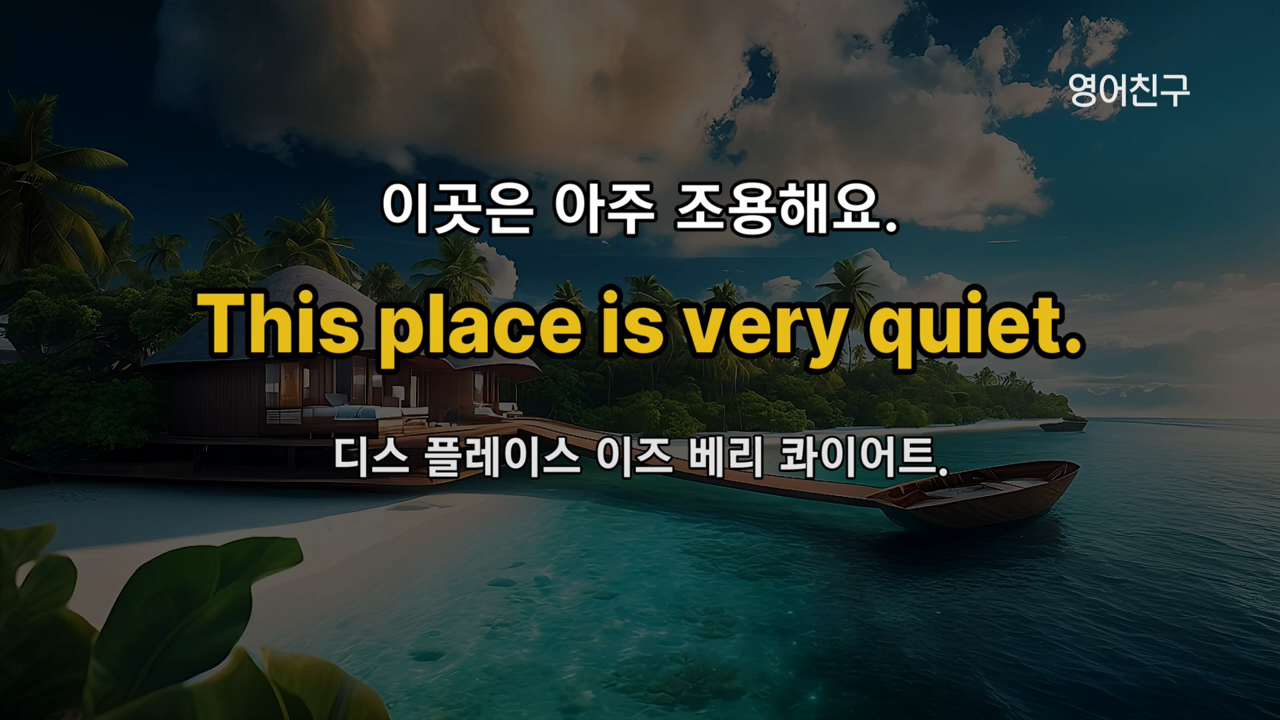 영어친구
이곳은 아주 조용해요.
This place is very quiet.
디스 플레이스 이즈 베리 콰이어트.